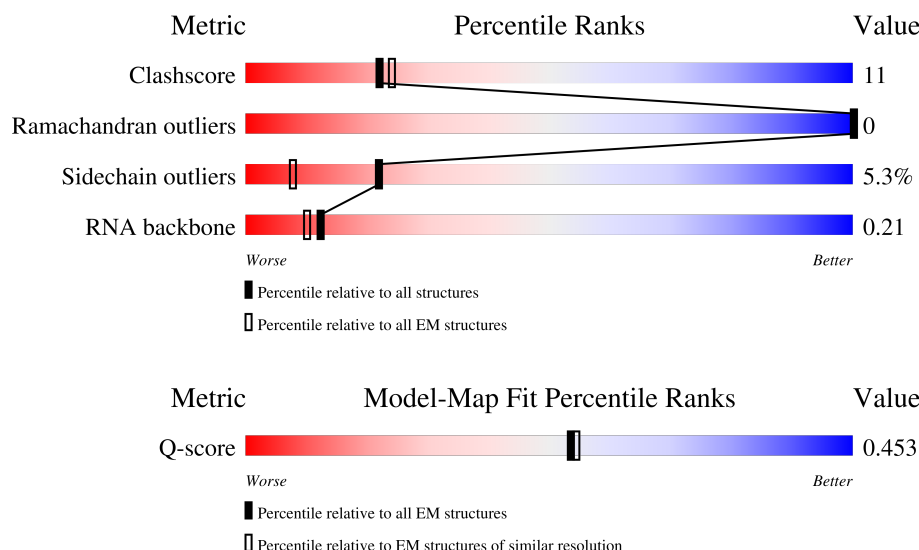 Metric Percentile Ranks Value
Clashscore 11
Ramachandran outliers 0
Sidechain outliers 5.3%
RNA backbone 0.21
Worse Better
Percentile relative to all structures
Percentile relative to all EM structures
Metric Model-Map Fit Percentile Ranks Value
Q-score 0.453
Worse Better
Percentile relative to all EM structures
Percentile relative to EM structures of similar resolution